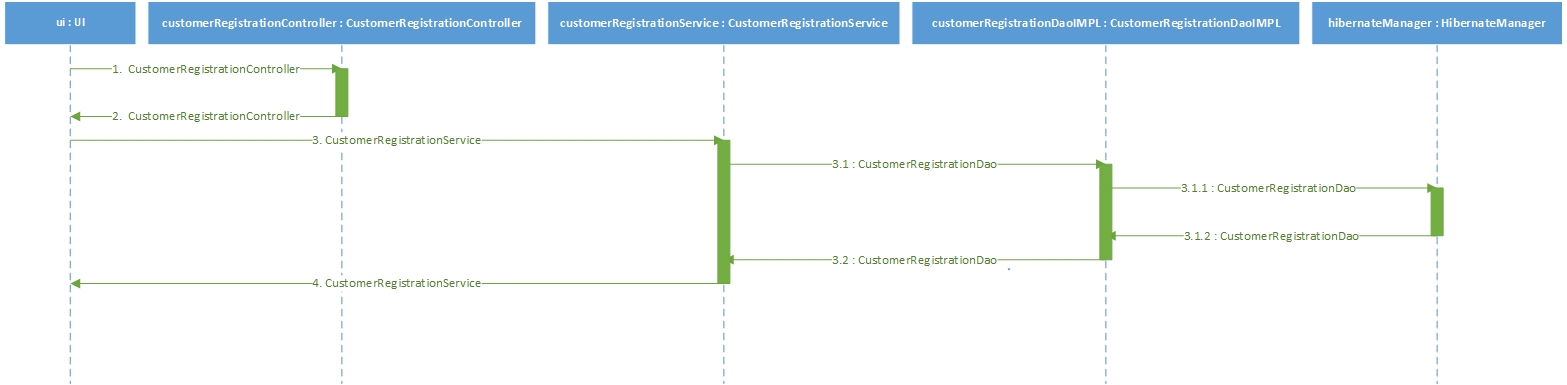 ui : UI
customerRegistrationController : CustomerRegistrationController
customerRegistrationService : CustomerRegistrationService
customerRegistrationDaoIMPL : CustomerRegistrationDaoIMPL
hibernateManager : HibernateManager
1. CustomerRegistrationController
2. CustomerRegistrationController
3. CustomerRegistrationService
3.1 : CustomerRegistrationDao
3.1.1 : CustomerRegistrationDao
3.1.2 : CustomerRegistrationDao
3.2 : CustomerRegistrationDao
4. CustomerRegistrationService